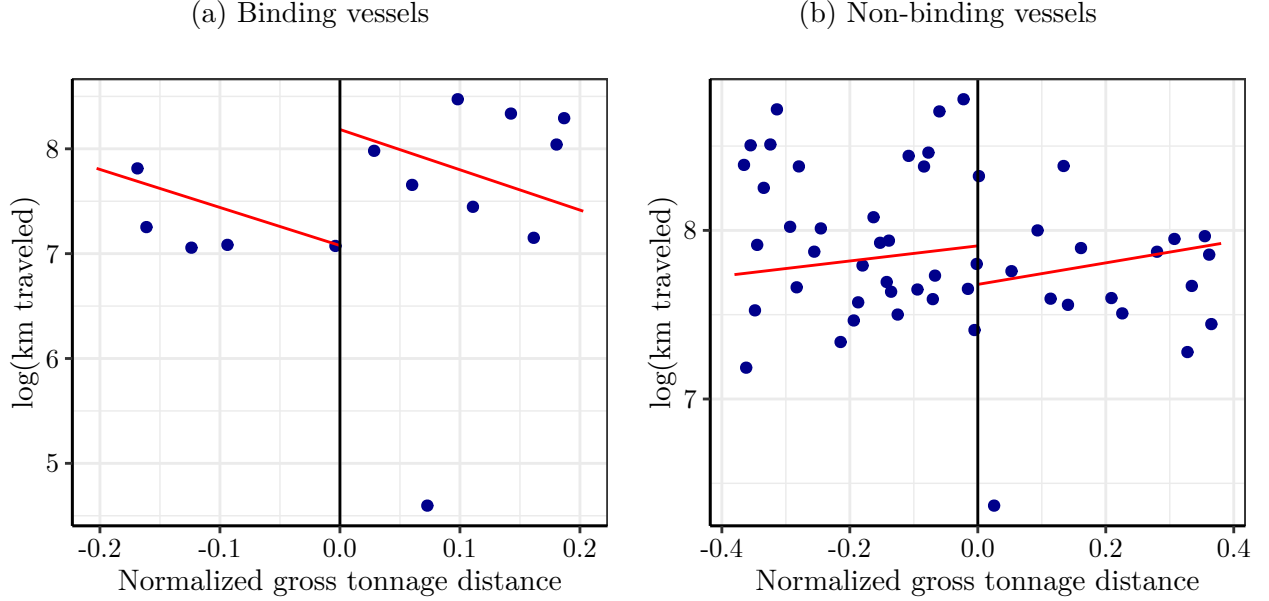 (a) Binding vessels
log(km traveled)
8
7
6
5
-0.2 -0.1 0.0 0.1 0.2
Normalized gross tonnage distance
(b) Non-binding vessels
log(km traveled)
8
7
-0.4 -0.2 0.0 0.2 0.4
Normalized gross tonnage distance